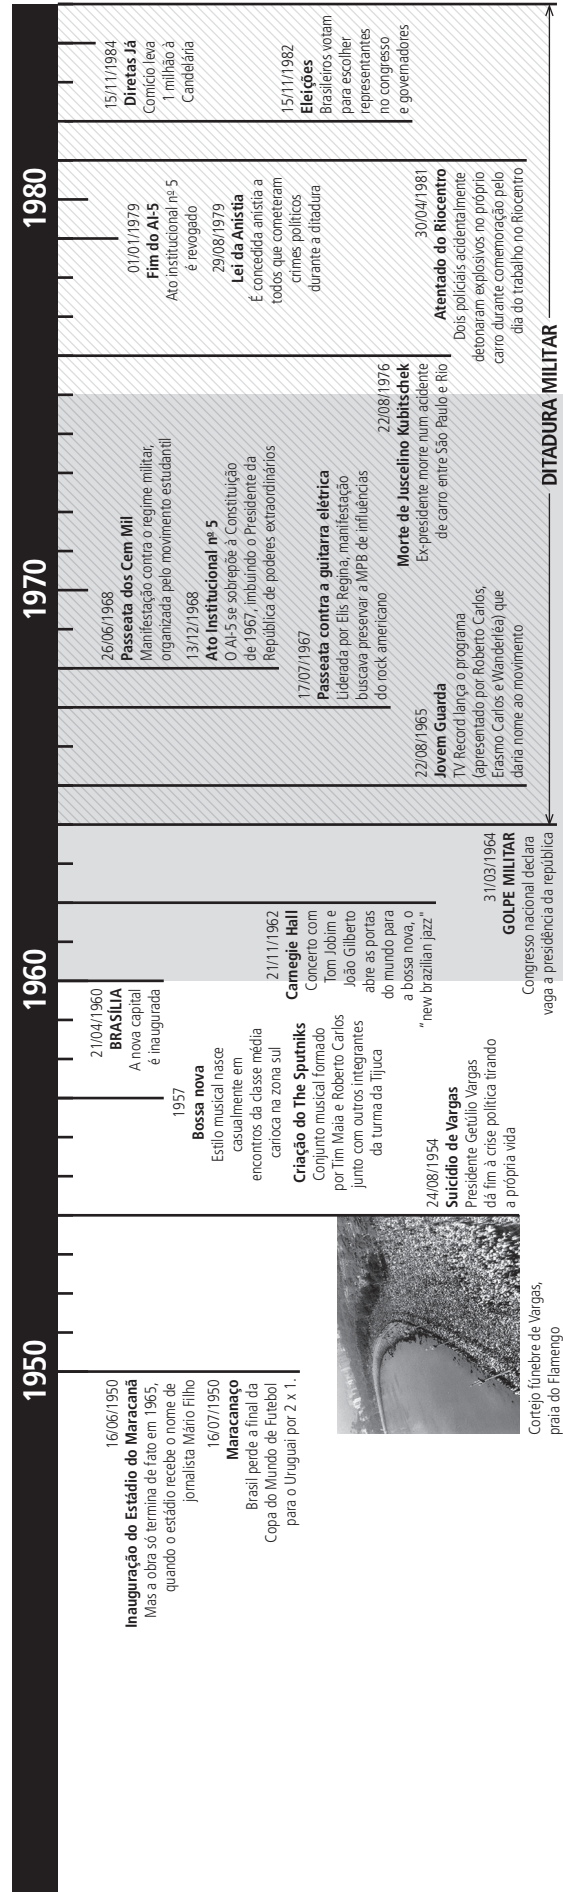 1950
1960
1970
1980
16/06/1950
Inauguração do Estádio do Maracanã
Mas a obra só termina de fato em 1965,
quando o estádio recebe o nome de
jornalista Mário Filho
16/07/1950
Maracanaço
Brasil perde a final da
Copa do Mundo de Futebol
para o Uruguai por 2 x 1.
Cortejo fúnebre de Vargas,
praia do Flamengo
24/08/1954
Suicídio de Vargas
Presidente Getúlio Vargas
dá fim à crise política tirando
a própria vida
1957
Bossa nova
Estilo musical nasce
casualmente em
encontros da classe média
carioca na zona sul
Criação do The Sputniks
Conjunto musical formado
por Tim Maia e Roberto Carlos
junto com outros integrantes
da turma da Tijuca
21/04/1960
BRASÍLIA
A nova capital
é inaugurada
21/11/1962
Carnegie Hall
Concerto com
Tom Jobim e
João Gilberto
abre as portas
do mundo para
a bossa nova, o
"new brazilian jazz"
31/03/1964
GOLPE MILITAR
Congresso nacional declara
vaga a presidência da república
22/08/1965
Jovem Guarda
TV Record lança o programa
(apresentado por Roberto Carlos,
Erasmo Carlos e Wanderléa) que
daria nome ao movimento
17/07/1967
Passeata contra a guitarra elétrica
Liderada por Elis Regina, manifestação
buscava preservar a MPB de influências
do rock americano
26/06/1968
Passeata dos Cem Mil
Manifestação contra o regime militar,
organizada pelo movimento estudantil
13/12/1968
Ato Institucional nº 5
O AI-5 se sobrepõe à Constituição
de 1967, imbuindo o Presidente da
República de poderes extraordinários
22/08/1976
Morte de Juscelino Kubitschek
Ex-presidente morre num acidente
de carro entre São Paulo e Rio
01/01/1979
Fim do AI-5
Ato institucional nº 5
é revogado
29/08/1979
Lei da Anistia
É concedida anistia a
todos que cometeram
crimes políticos
durante a ditadura
30/04/1981
Atentado do Riocentro
Dois policiais acidentalmente
detonaram explosivos no próprio
carro durante comemoração pelo
dia do trabalho no Riocentro
15/11/1982
Eleições
Brasileiros votam
para escolher
representantes
no congresso
e governadores
15/11/1984
Diretas Já
Comício leva
1 milhão à
Candelária
DITADURA MILITAR